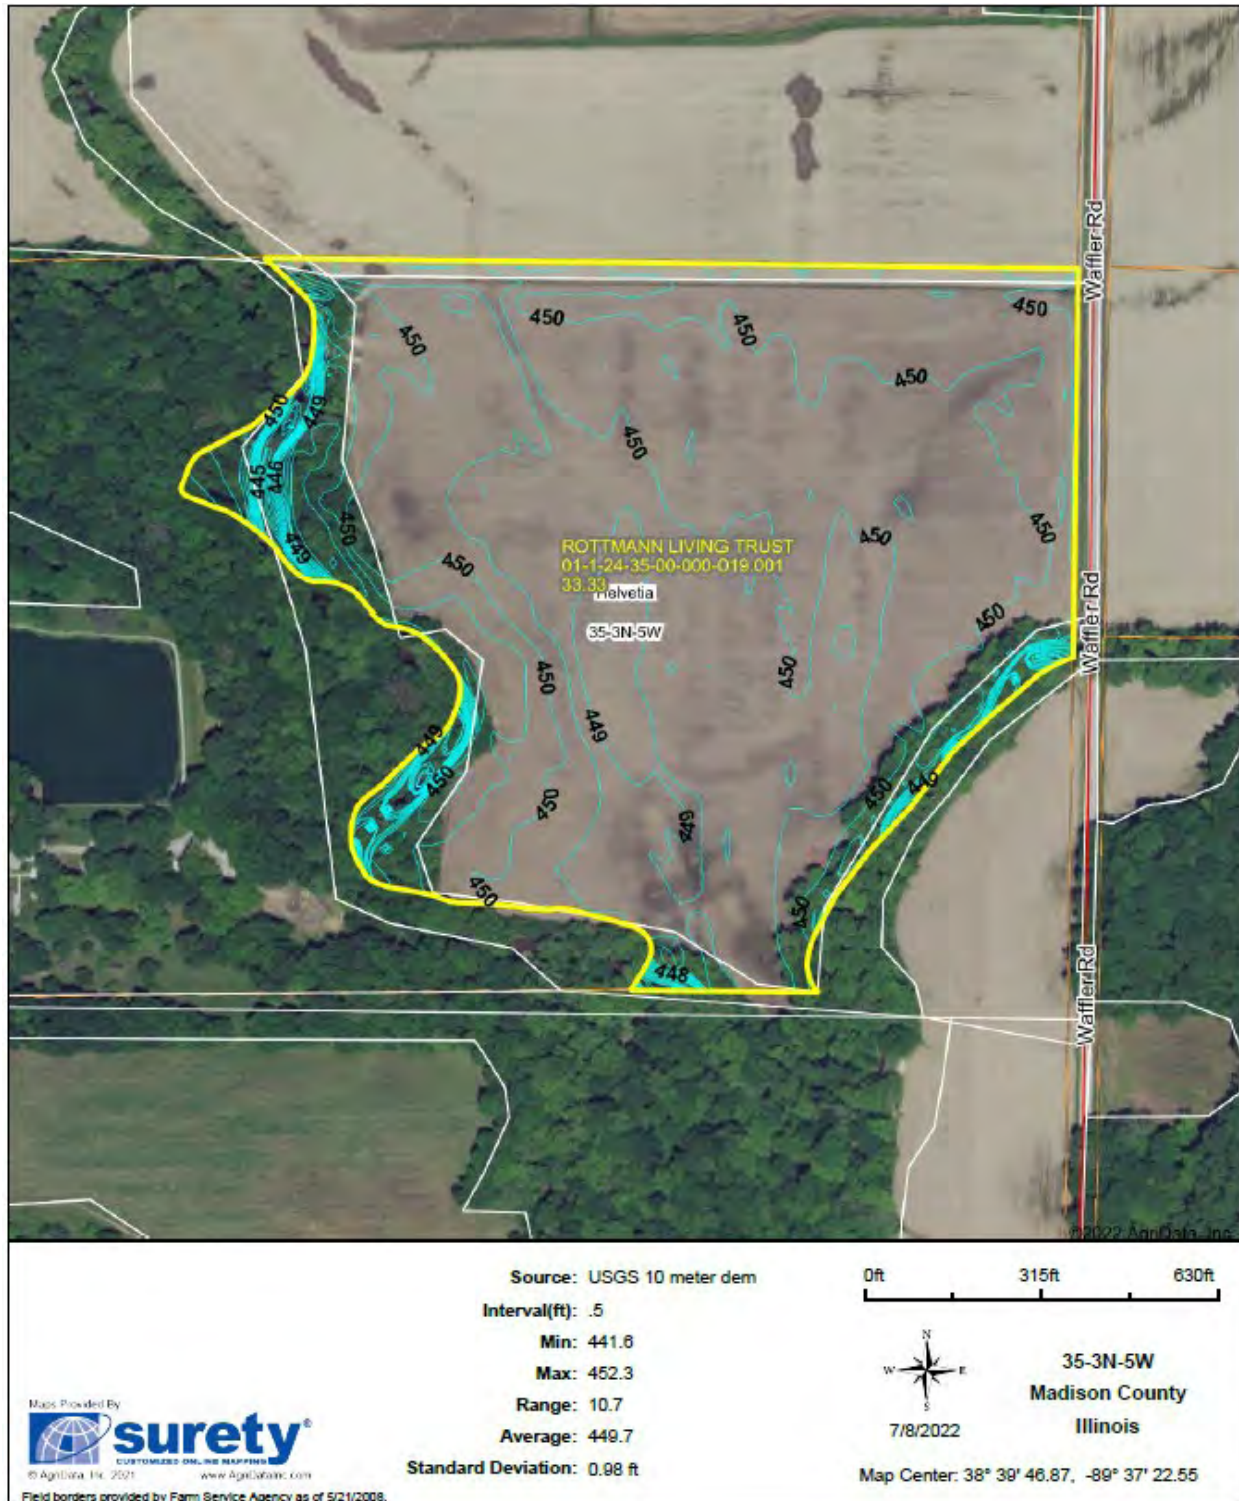 Waffler Rd
450
450
450
450
450
450
449
450
445
446
449
450
450
450
450
450
ROTTMANN LIVING TRUST
01-1-24-35-00-000-019.001
33.33
Helvetia
35-3N-5W
Waffler Rd
450
450
450
449
449
450
450
450
449
449
450
450
448
Waffler Rd
©2022 AgriData, Inc.
Source: USGS 10 meter dem
Interval(ft): .5
Min: 441.6
Max: 452.3
Range: 10.7
Average: 449.7
Standard Deviation: 0.98 ft
0ft 315ft 630ft
N
W E
S
7/8/2022
35-3N-5W
Madison County
Illinois
Map Center: 38° 39' 46.87, -89° 37' 22.55
Maps Provided By
surety®
CUSTOMIZED ONLINE MAPPING
© AgriData, Inc. 2021 www.AgriDataInc.com
Field borders provided by Farm Service Agency as of 5/21/2008.